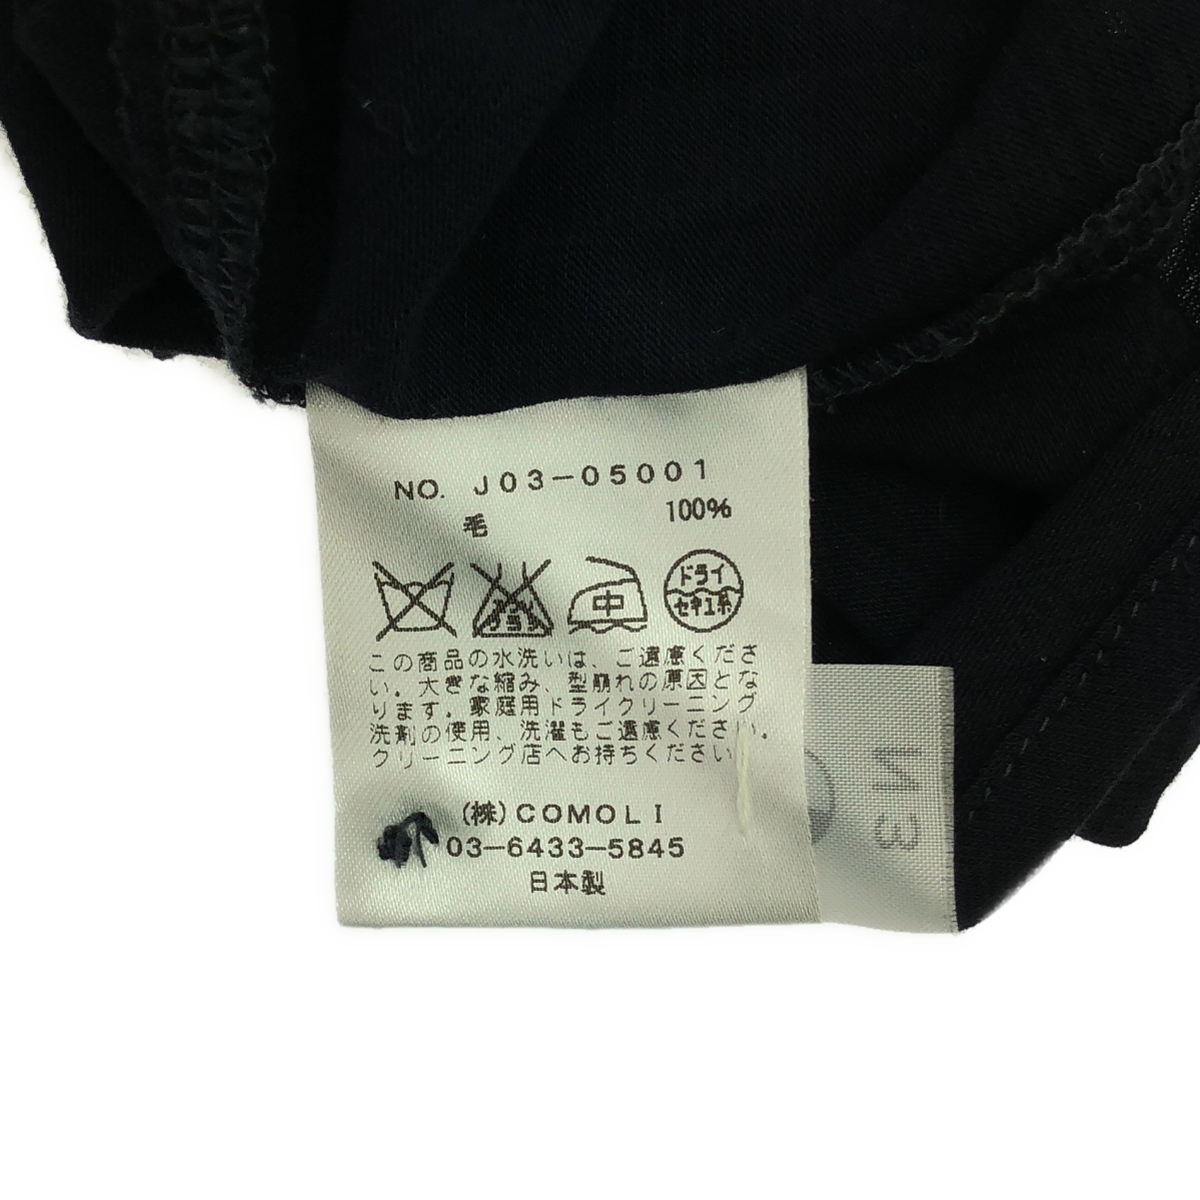 NO. J03-05001
毛 100%
中 ドライ セキユ系
この商品の水洗いは、ご遠慮くださ
い。大きな縮み、型崩れの原因とな
ります。家庭用ドライクリーニング
洗剤の使用、洗濯もご遠慮ください。
クリーニング店へお持ちください
(株)COMOLI
03-6433-5845
日本製